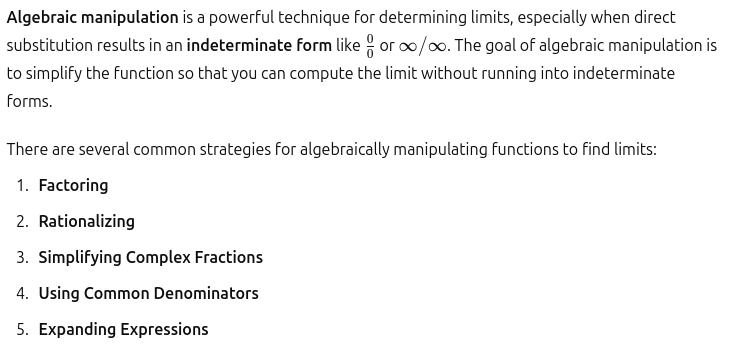 Algebraic manipulation is a powerful technique for determining limits, especially when direct
substitution results in an indeterminate form like 0/0 or ∞/∞. The goal of algebraic manipulation is
to simplify the function so that you can compute the limit without running into indeterminate
forms.
There are several common strategies for algebraically manipulating functions to find limits:
1. Factoring
2. Rationalizing
3. Simplifying Complex Fractions
4. Using Common Denominators
5. Expanding Expressions